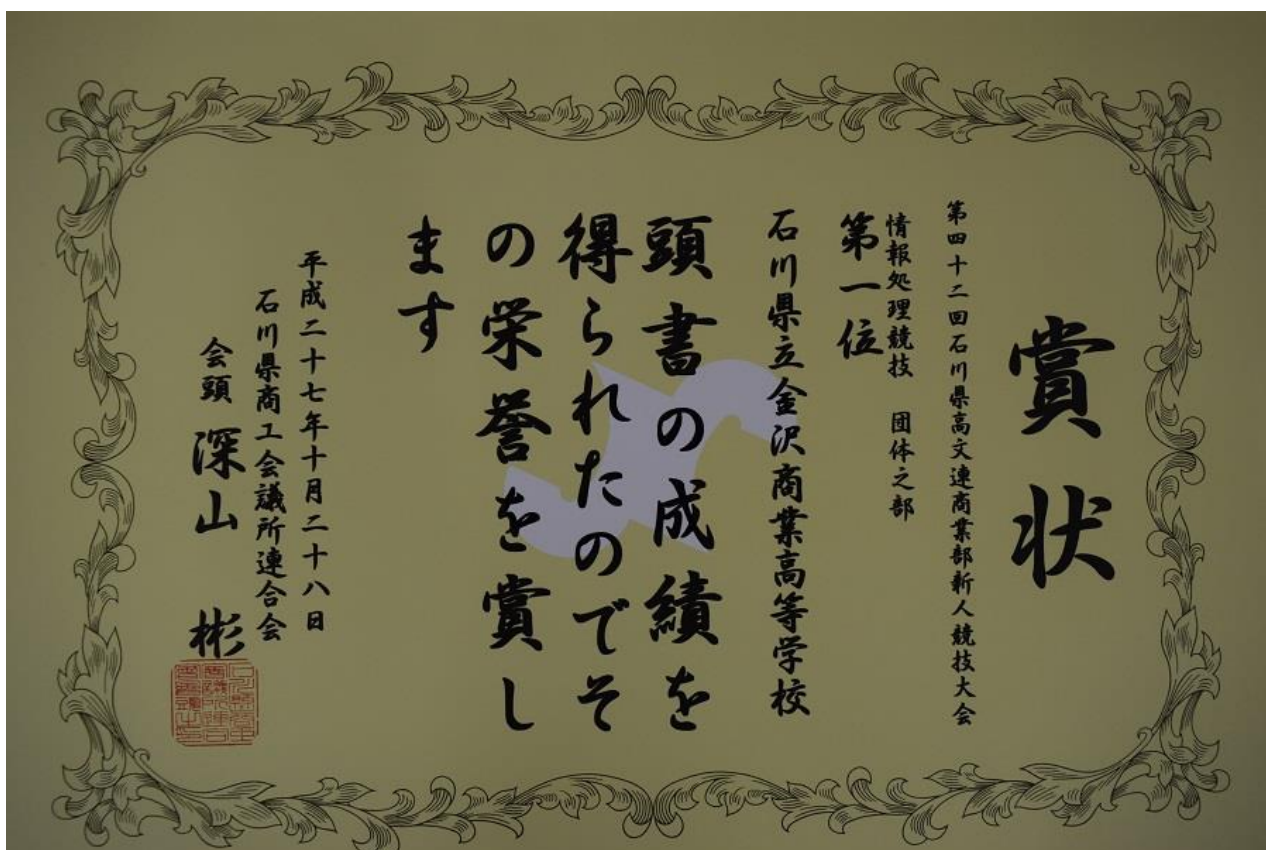 賞状
第四十二回石川県高文連商業部新人競技大会
情報処理競技 団体之部
第一位
石川県立金沢商業高等学校
頭書の成績を
得られたのでそ
の栄誉を賞し
ます
平成二十七年十月二十八日
石川県商工会議所連合会
会頭 深山 彬